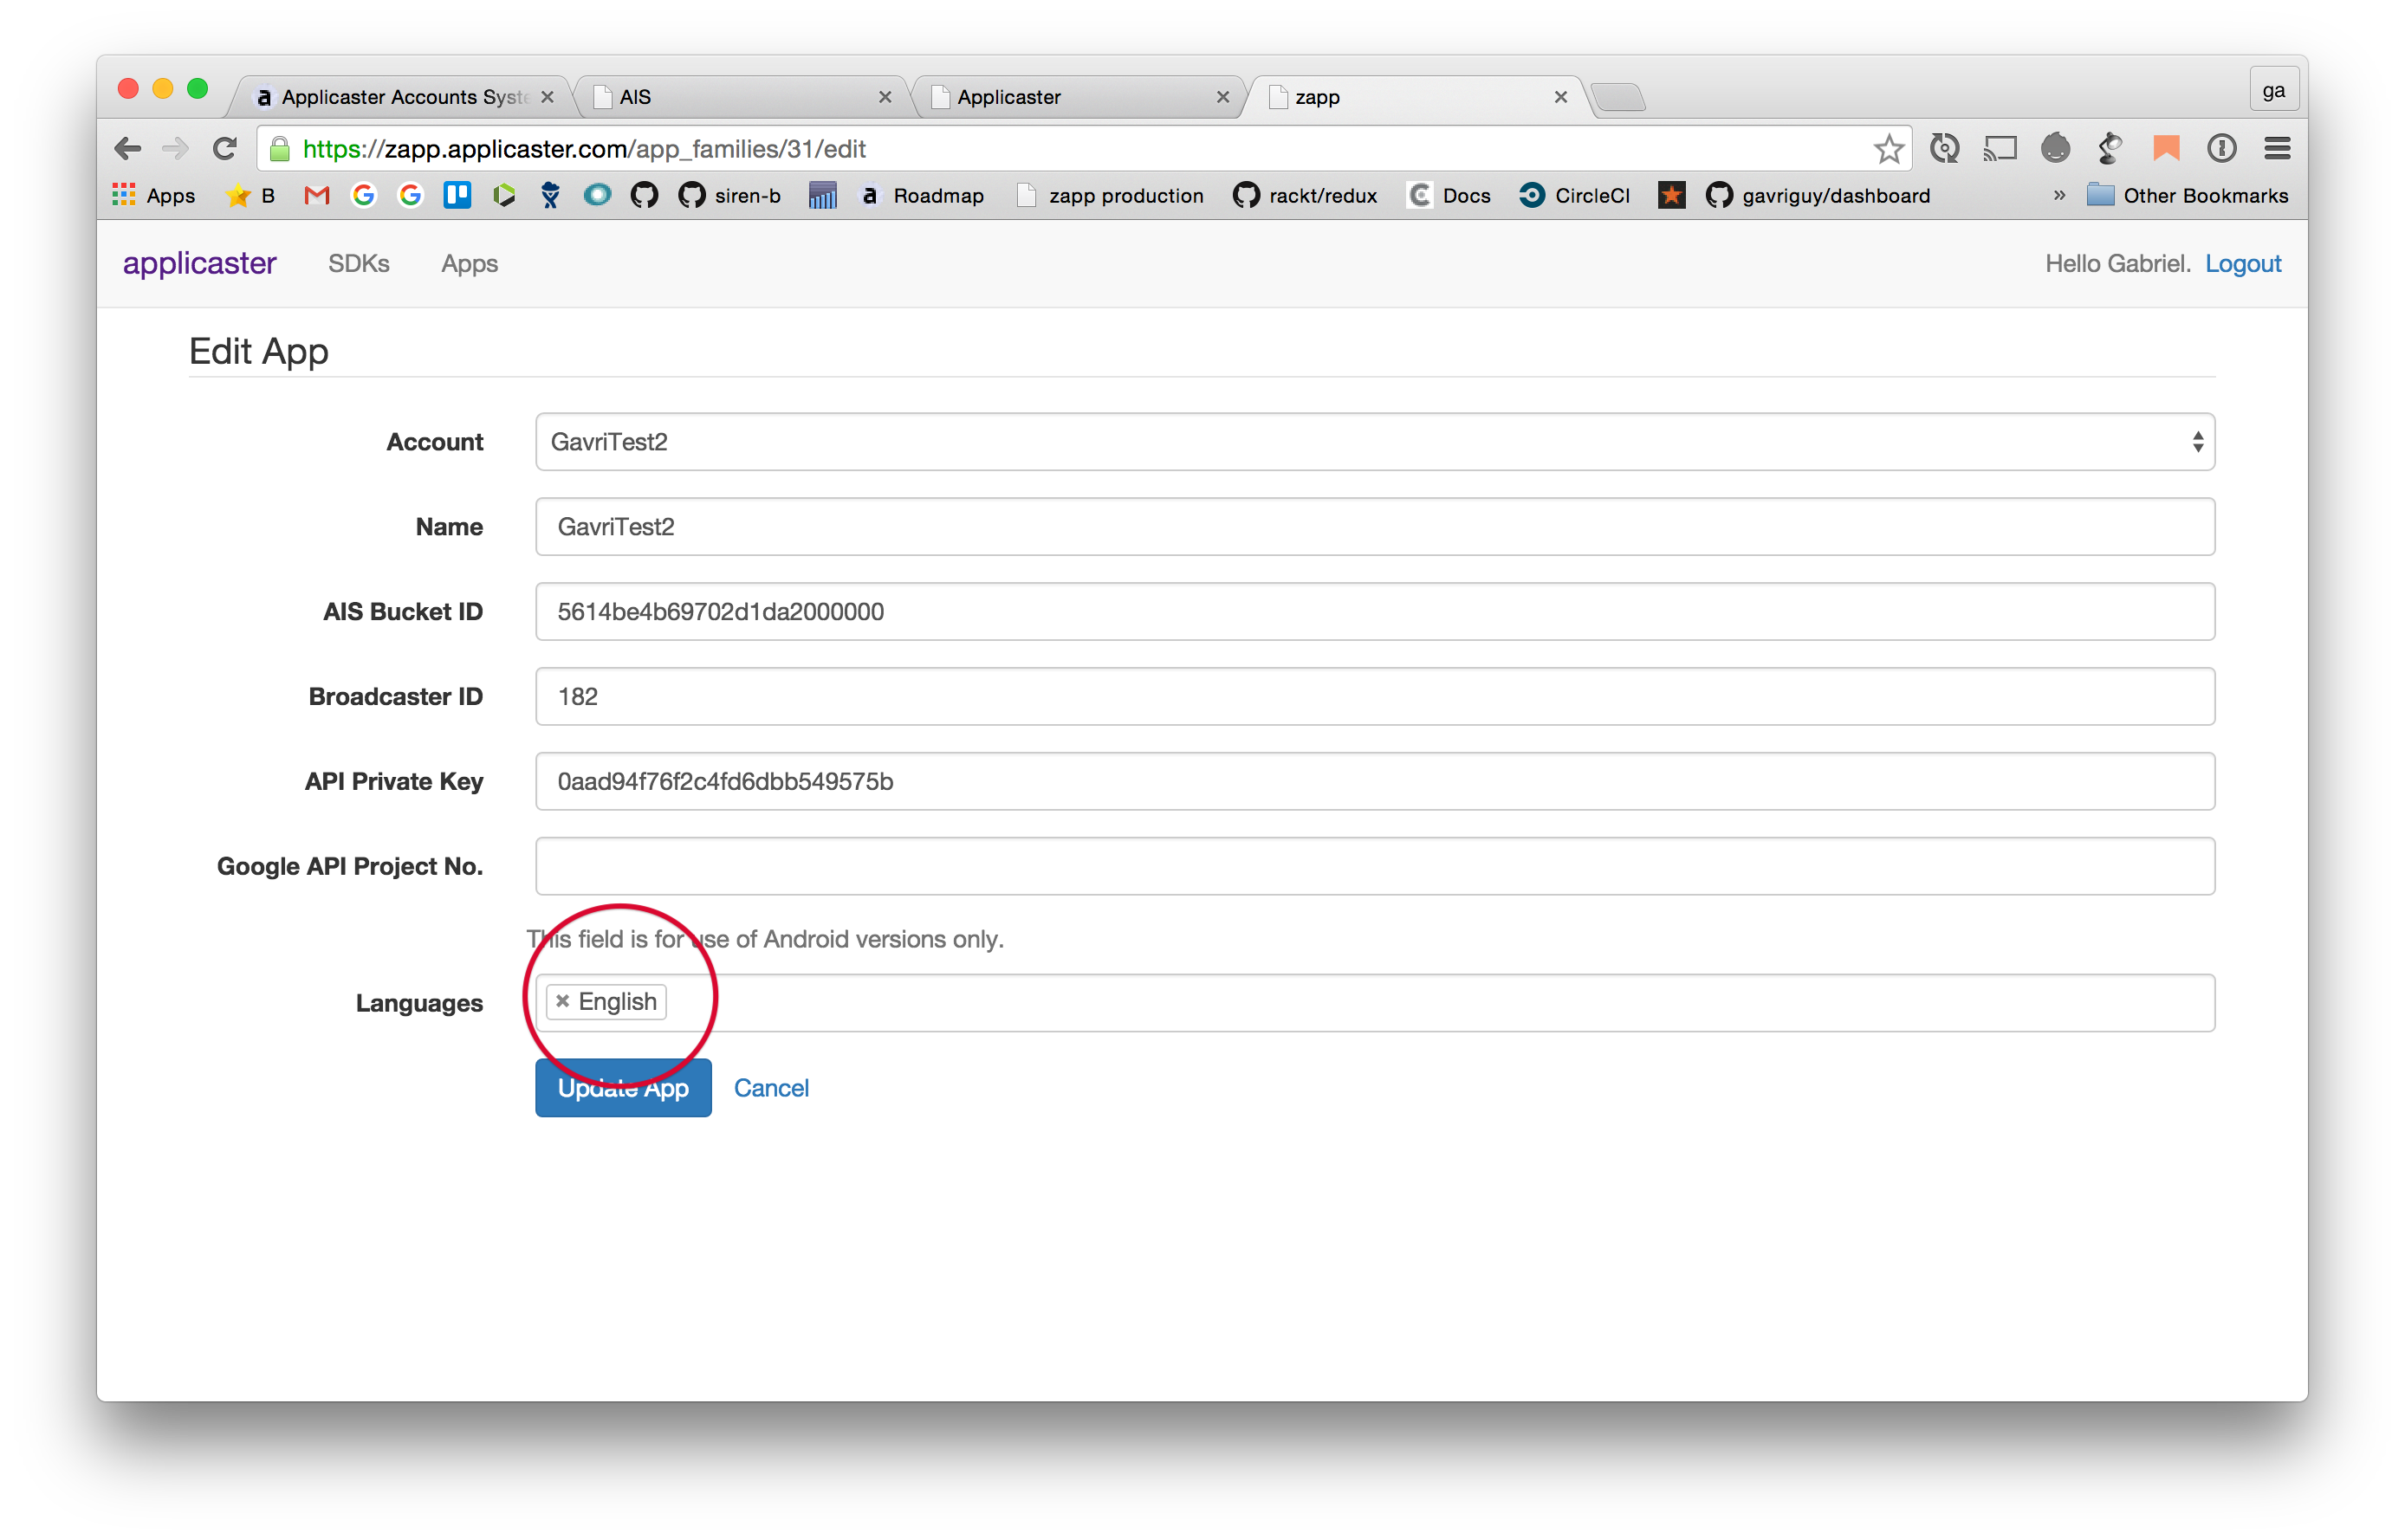 Applicaster Accounts Syste
AIS
Applicaster
zapp
ga
https://zapp.applicaster.com/app_families/31/edit
Apps B siren-b a Roadmap zapp production rackt/redux C Docs CircleCI gavriguy/dashboard » Other Bookmarks
applicaster SDKs Apps Hello Gabriel. Logout
Edit App
Account GavriTest2
Name GavriTest2
AIS Bucket ID 5614be4b69702d1da2000000
Broadcaster ID 182
API Private Key 0aad94f76f2c4fd6dbb549575b
Google API Project No.
This field is for use of Android versions only.
Languages × English
Update App Cancel